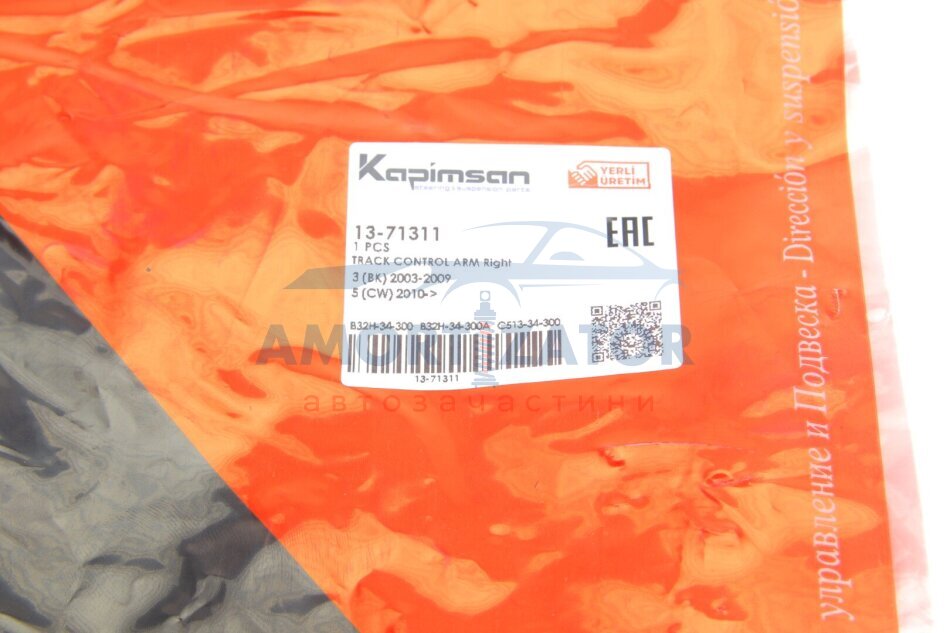 Kapimsan
steering & suspension parts
YERLİ
ÜRETİM
13-71311
1 PCS
TRACK CONTROL ARM Right
3 (BK) 2003-2009
5 (CW) 2010->
EAC
B32H-34-300 B32H-34-300A C513-34-300
13-71311
AMORTIZATOR
автозачастини
управление и Подвеска - Dirección y suspensió